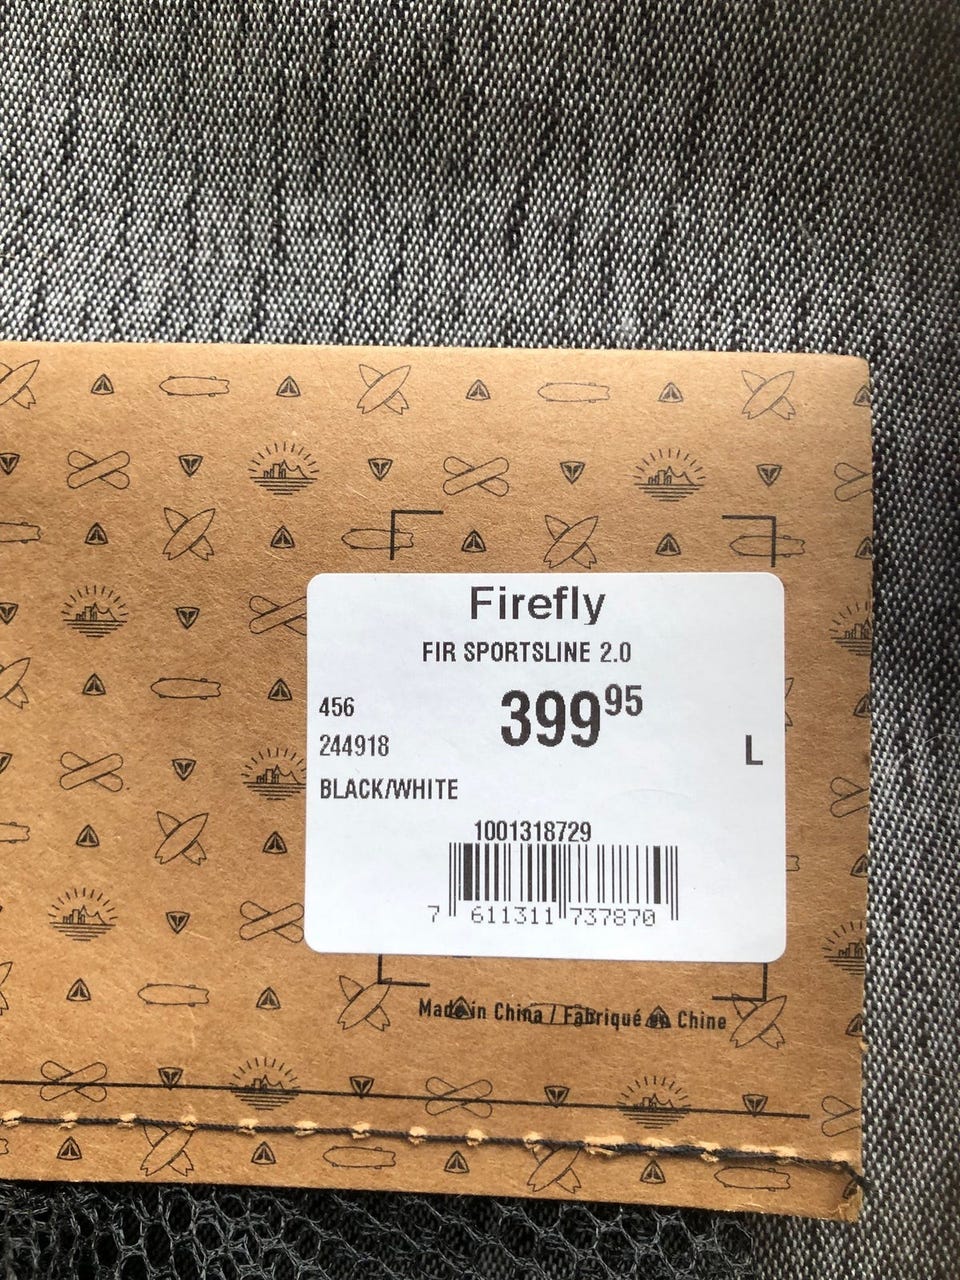 Firefly
FIR SPORTSLINE 2.0
456
399 95
244918
L
BLACK/WHITE
1001318729
7 611311 737870
Made in China / Fabriqué en Chine